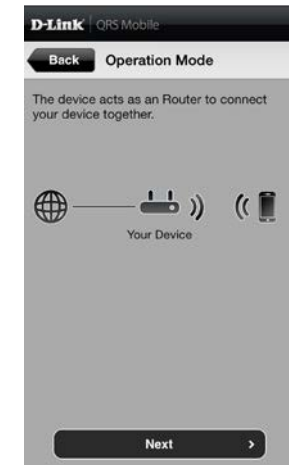 D-Link QRS Mobile
Back Operation Mode
The device acts as an Router to connect
your device together.
Your Device
Next